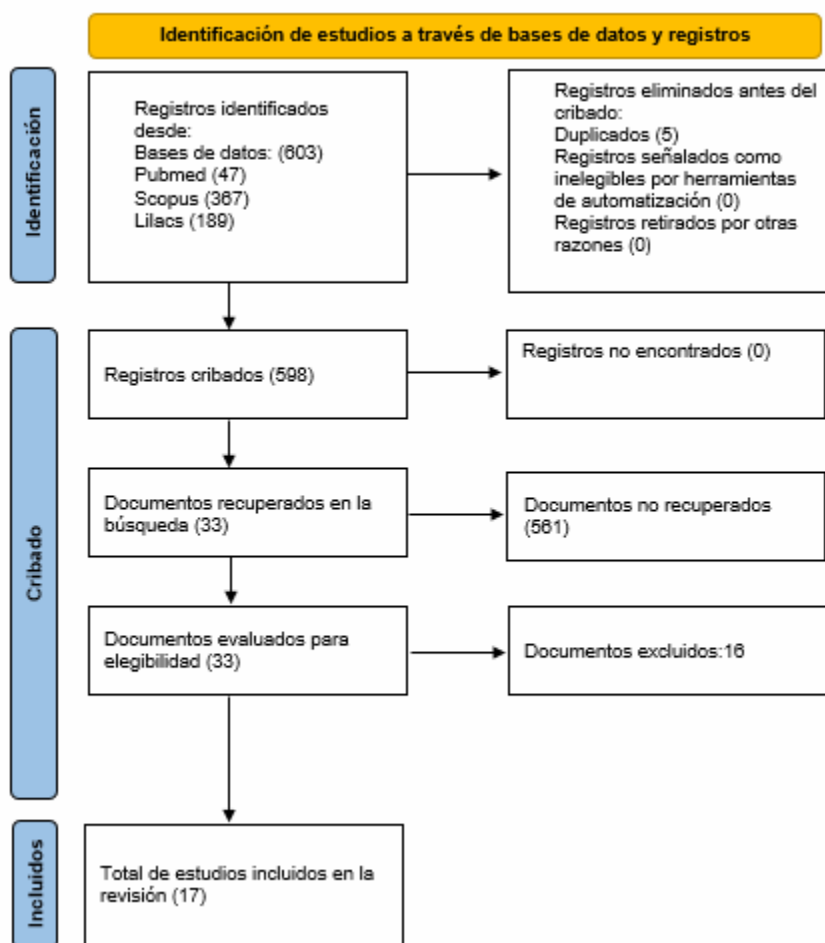 Identificación de estudios a través de bases de datos y registros
Identificación
Registros identificados
desde:
Bases de datos: (603)
Pubmed (47)
Scopus (367)
Lilacs (189)
Registros eliminados antes del
cribado:
Duplicados (5)
Registros señalados como
inelegibles por herramientas
de automatización (0)
Registros retirados por otras
razones (0)
Cribado
Registros cribados (598)
Registros no encontrados (0)
Documentos recuperados en la
búsqueda (33)
Documentos no recuperados
(561)
Documentos evaluados para
elegibilidad (33)
Documentos excluidos:16
Incluidos
Total de estudios incluidos en la
revisión (17)